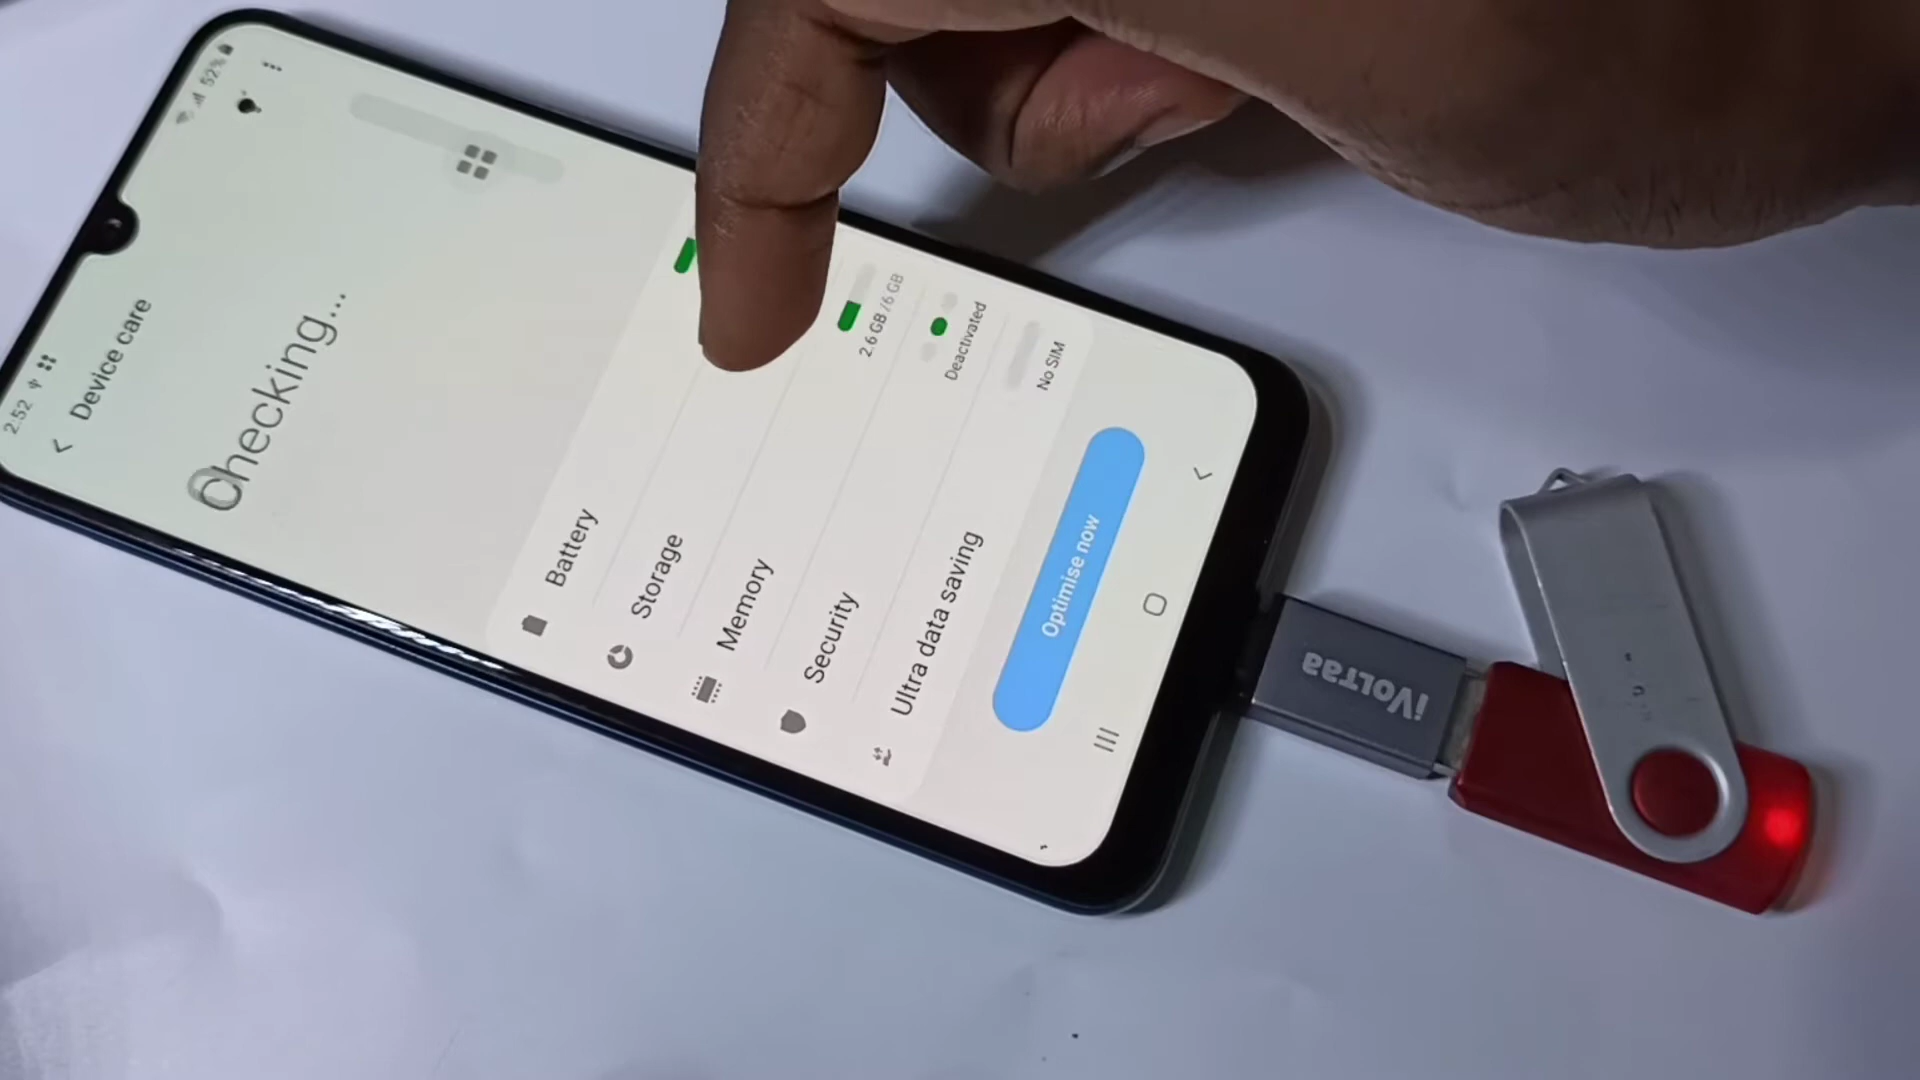 2:52
52%
Device care
Checking...
Battery
Storage
Memory
2.6 GB /6 GB
Security
Deactivated
Ultra data saving
No SIM
Optimise now
iVOLTAA